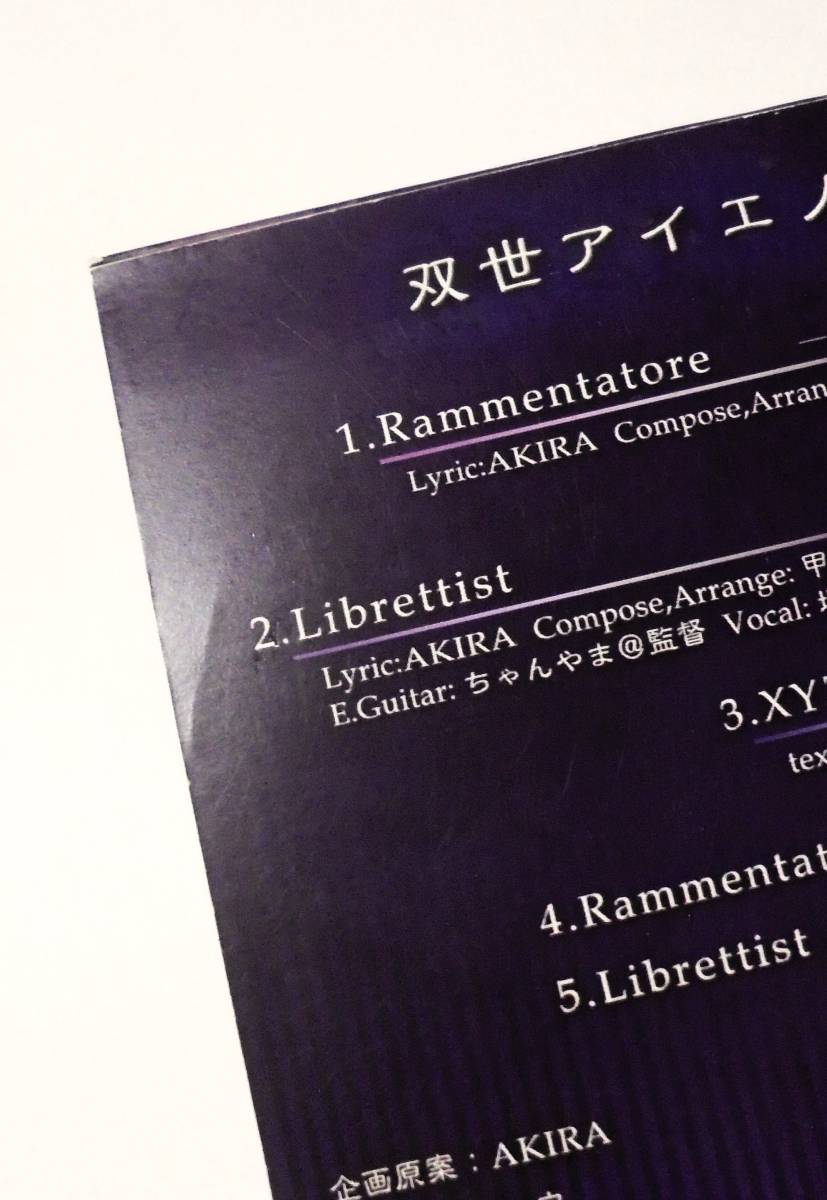 双世アイエ
1.Rammentatore
Lyric:AKIRA Compose,Arran
2.Librettist
Lyric:AKIRA Compose,Arrange: 甲
E.Guitar: ちゃんやま@監督 Vocal:
3.XY
tex
4.Rammentat
5.Librettist
企画原案：AKIRA